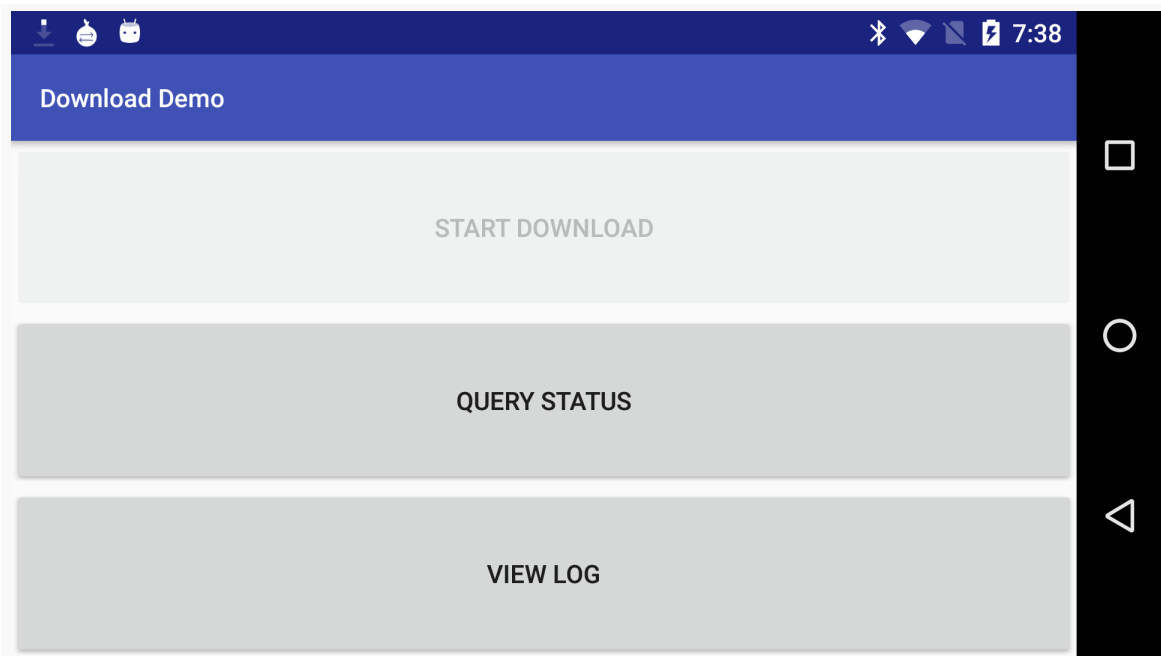 7:38
Download Demo
START DOWNLOAD
QUERY STATUS
VIEW LOG